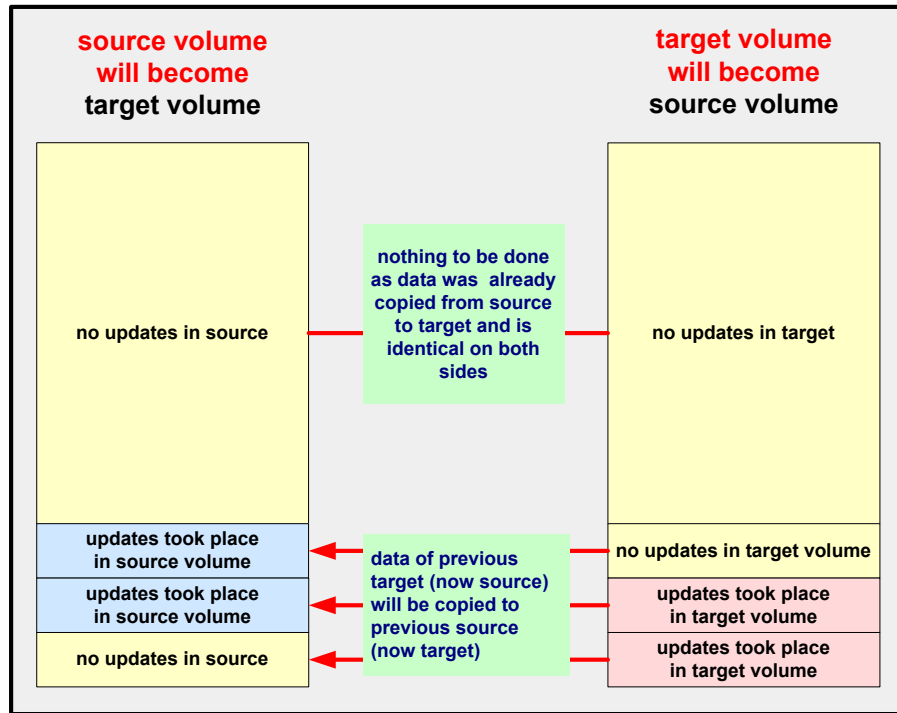 source volume
will become
target volume
target volume
will become
source volume
no updates in source
nothing to be done
as data was already
copied from source
to target and is
identical on both
sides
no updates in target
updates took place
in source volume
updates took place
in source volume
no updates in source
data of previous
target (now source)
will be copied to
previous source
(now target)
no updates in target volume
updates took place
in target volume
updates took place
in target volume